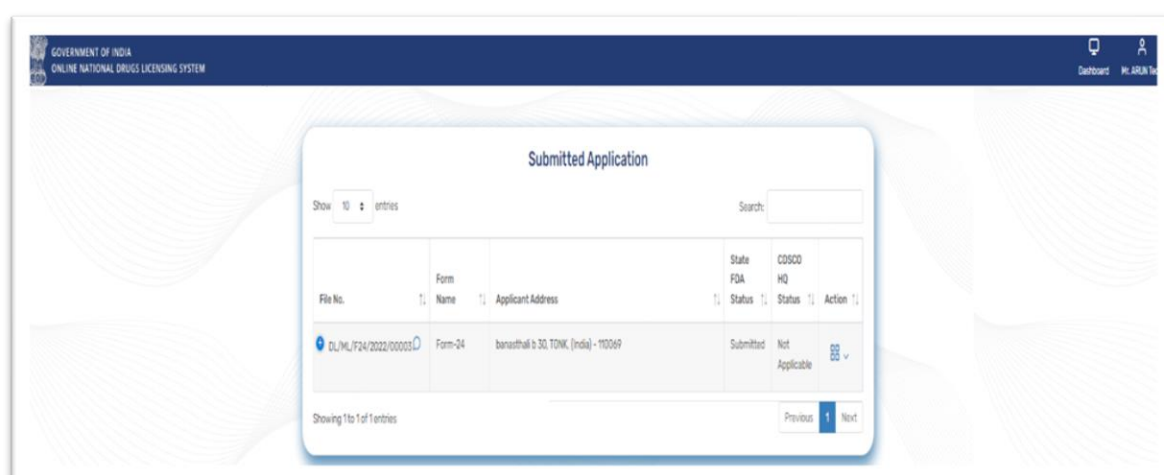 GOVERNMENT OF INDIA
ONLINE NATIONAL DRUGS LICENSING SYSTEM
Dashboard Mr. ARUN Tec
Submitted Application
Show 10 entries Search:
File No. Form Name Applicant Address State FDA Status CDSCO HQ Status Action
DL/ML/F24/2022/00003 Form-24 banasthali b 30, TONK, (India) - 110069 Submitted Not Applicable
Showing 1 to 1 of 1 entries Previous 1 Next